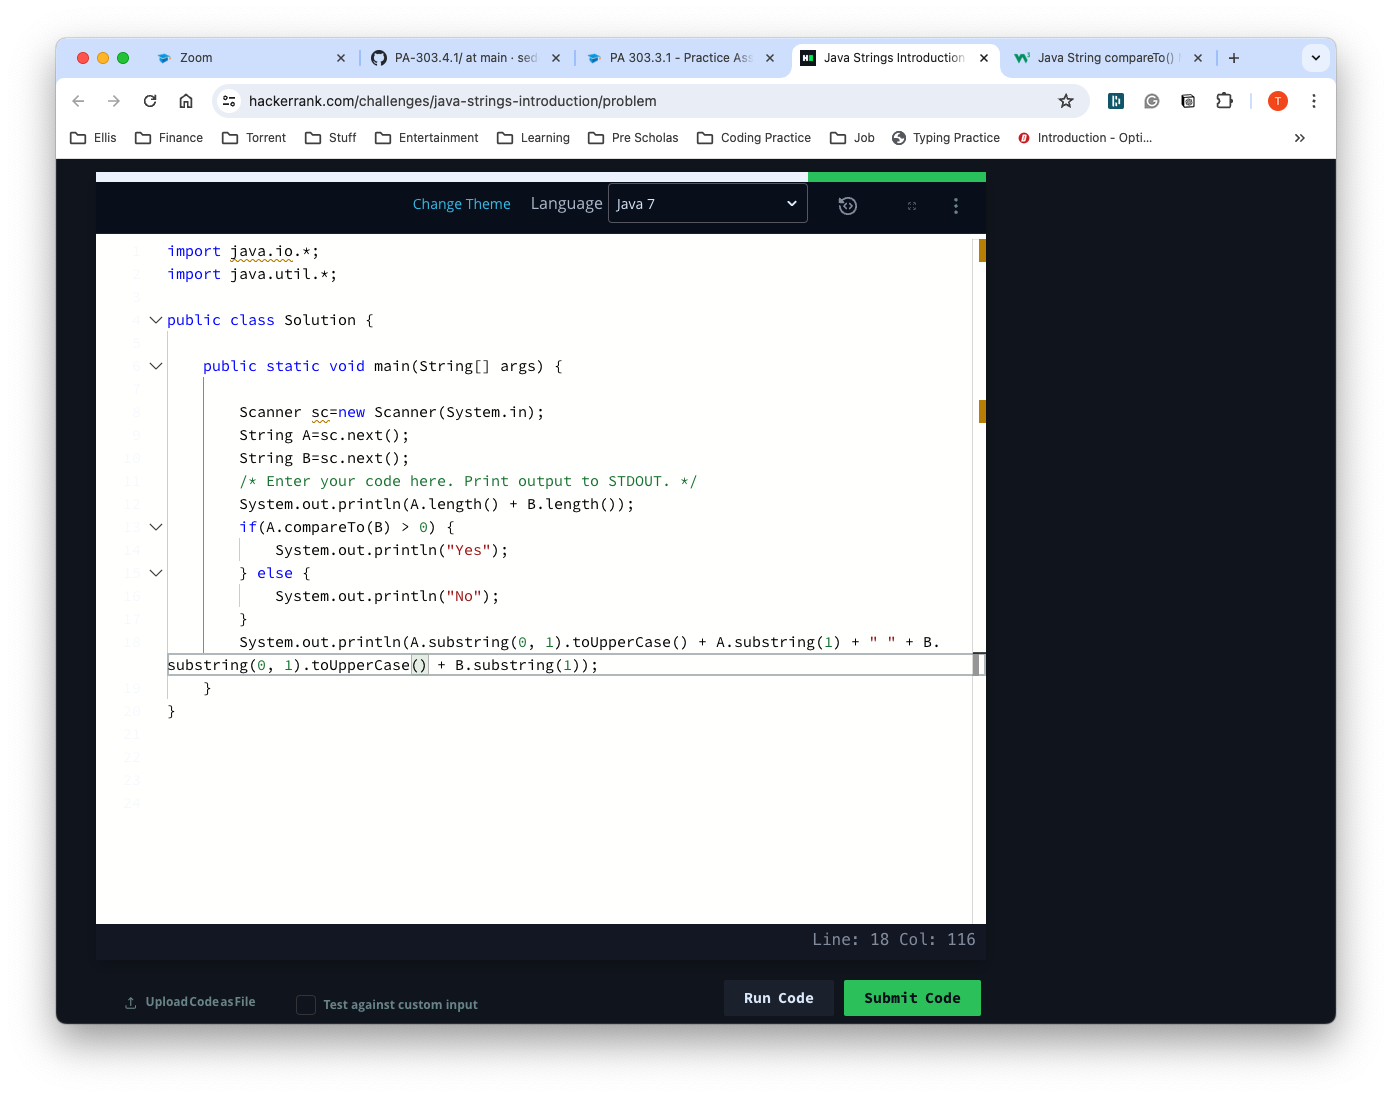 Zoom
PA-303.4.1/ at main · sed
PA 303.3.1 - Practice Ass
Java Strings Introduction
Java String compareTo()
hackerrank.com/challenges/java-strings-introduction/problem
T
Ellis
Finance
Torrent
Stuff
Entertainment
Learning
Pre Scholas
Coding Practice
Job
Typing Practice
Introduction - Opti...
Change Theme
Language
Java 7
1 import java.io.*;
2 import java.util.*;
3
4 public class Solution {
5
6 public static void main(String[] args) {
7
8 Scanner sc=new Scanner(System.in);
9 String A=sc.next();
10 String B=sc.next();
11 /* Enter your code here. Print output to STDOUT. */
12 System.out.println(A.length() + B.length());
13 if(A.compareTo(B) > 0) {
14 System.out.println("Yes");
15 } else {
16 System.out.println("No");
17 }
18 System.out.println(A.substring(0, 1).toUpperCase() + A.substring(1) + " " + B.
substring(0, 1).toUpperCase() + B.substring(1));
19 }
20 }
21
22
23
24
Line: 18 Col: 116
Upload Code as File
Test against custom input
Run Code
Submit Code